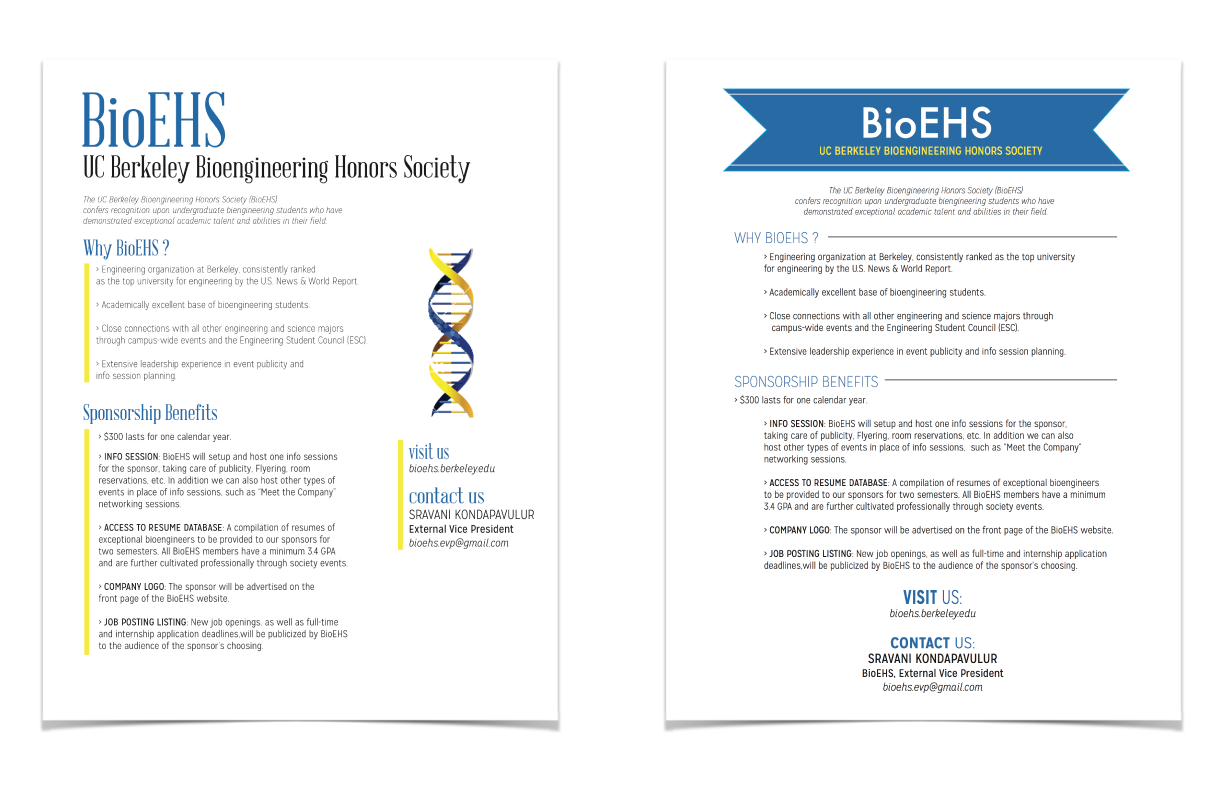 BioEHS
UC Berkeley Bioengineering Honors Society
The UC Berkeley Bioengineering Honors Society (BioEHS)
confers recognition upon undergraduate biengineering students who have
demonstrated exceptional academic talent and abilities in their field.
Why BioEHS ?
› Engineering organization at Berkeley, consistently ranked
as the top university for engineering by the U.S. News & World Report
› Academically excellent base of bioengineering students.
› Close connections with all other engineering and science majors
through campus-wide events and the Engineering Student Council (ESC)
› Extensive leadership experience in event publicity and
info session planning.
Sponsorship Benefits
› $300 lasts for one calendar year.
› INFO SESSION: BioEHS will setup and host one info sessions
for the sponsor, taking care of publicity, Flyering, room
reservations, etc. In addition we can also host other types of
events in place of info sessions, such as "Meet the Company"
networking sessions.
› ACCESS TO RESUME DATABASE: A compilation of resumes of
exceptional bioengineers to be provided to our sponsors for
two semesters. All BioEHS members have a minimum 3.4 GPA
and are further cultivated professionally through society events.
› COMPANY LOGO: The sponsor will be advertised on the
front page of the BioEHS website.
› JOB POSTING LISTING: New job openings, as well as full-time
and internship application deadlines,will be publicized by BioEHS
to the audience of the sponsor's choosing.
visit us
bioehs.berkeley.edu
contact us
SRAVANI KONDAPAVULUR
External Vice President
bioehs.evp@gmail.com
BioEHS
UC BERKELEY BIOENGINEERING HONORS SOCIETY
The UC Berkeley Bioengineering Honors Society (BioEHS)
confers recognition upon undergraduate biengineering students who have
demonstrated exceptional academic talent and abilities in their field.
WHY BIOEHS ?
› Engineering organization at Berkeley, consistently ranked as the top university
for engineering by the U.S. News & World Report.
› Academically excellent base of bioengineering students.
› Close connections with all other engineering and science majors through
campus-wide events and the Engineering Student Council (ESC).
› Extensive leadership experience in event publicity and info session planning.
SPONSORSHIP BENEFITS
› $300 lasts for one calendar year.
› INFO SESSION: BioEHS will setup and host one info sessions for the sponsor,
taking care of publicity, Flyering, room reservations, etc. In addition we can also
host other types of events in place of info sessions, such as "Meet the Company"
networking sessions.
› ACCESS TO RESUME DATABASE: A compilation of resumes of exceptional bioengineers
to be provided to our sponsors for two semesters. All BioEHS members have a minimum
3.4 GPA and are further cultivated professionally through society events.
› COMPANY LOGO: The sponsor will be advertised on the front page of the BioEHS website.
› JOB POSTING LISTING: New job openings, as well as full-time and internship application
deadlines,will be publicized by BioEHS to the audience of the sponsor's choosing.
VISIT US:
bioehs.berkeley.edu
CONTACT US:
SRAVANI KONDAPAVULUR
BioEHS, External Vice President
bioehs.evp@gmail.com